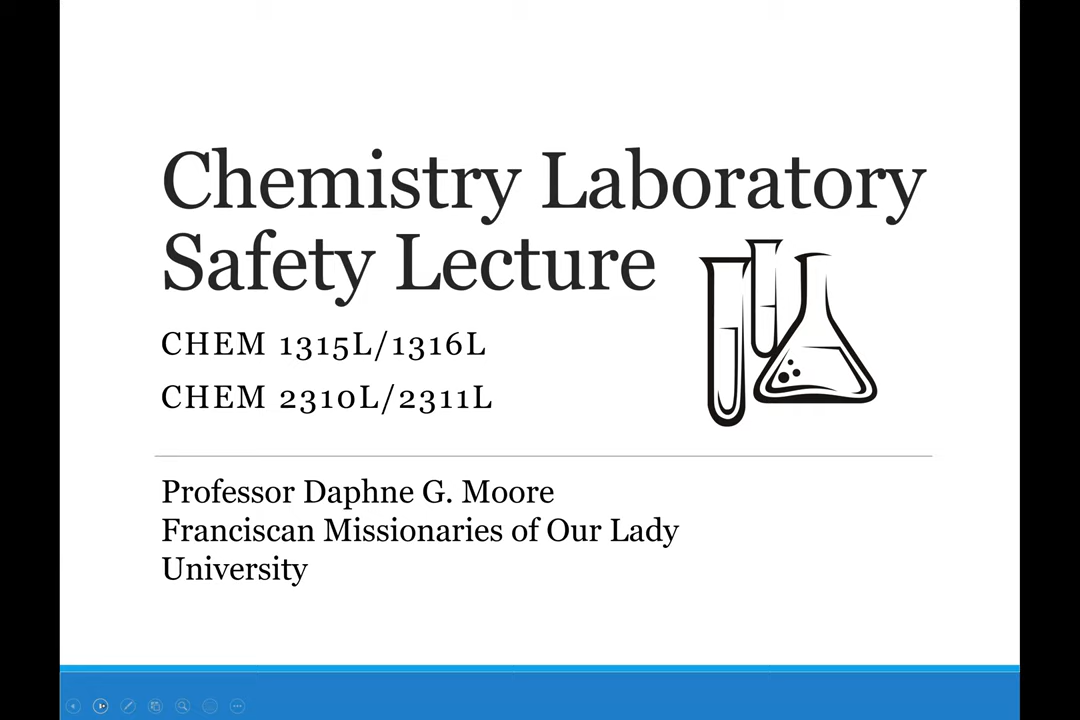 Chemistry Laboratory
Safety Lecture
CHEM 1315L/1316L
CHEM 2310L/2311L
Professor Daphne G. Moore
Franciscan Missionaries of Our Lady
University